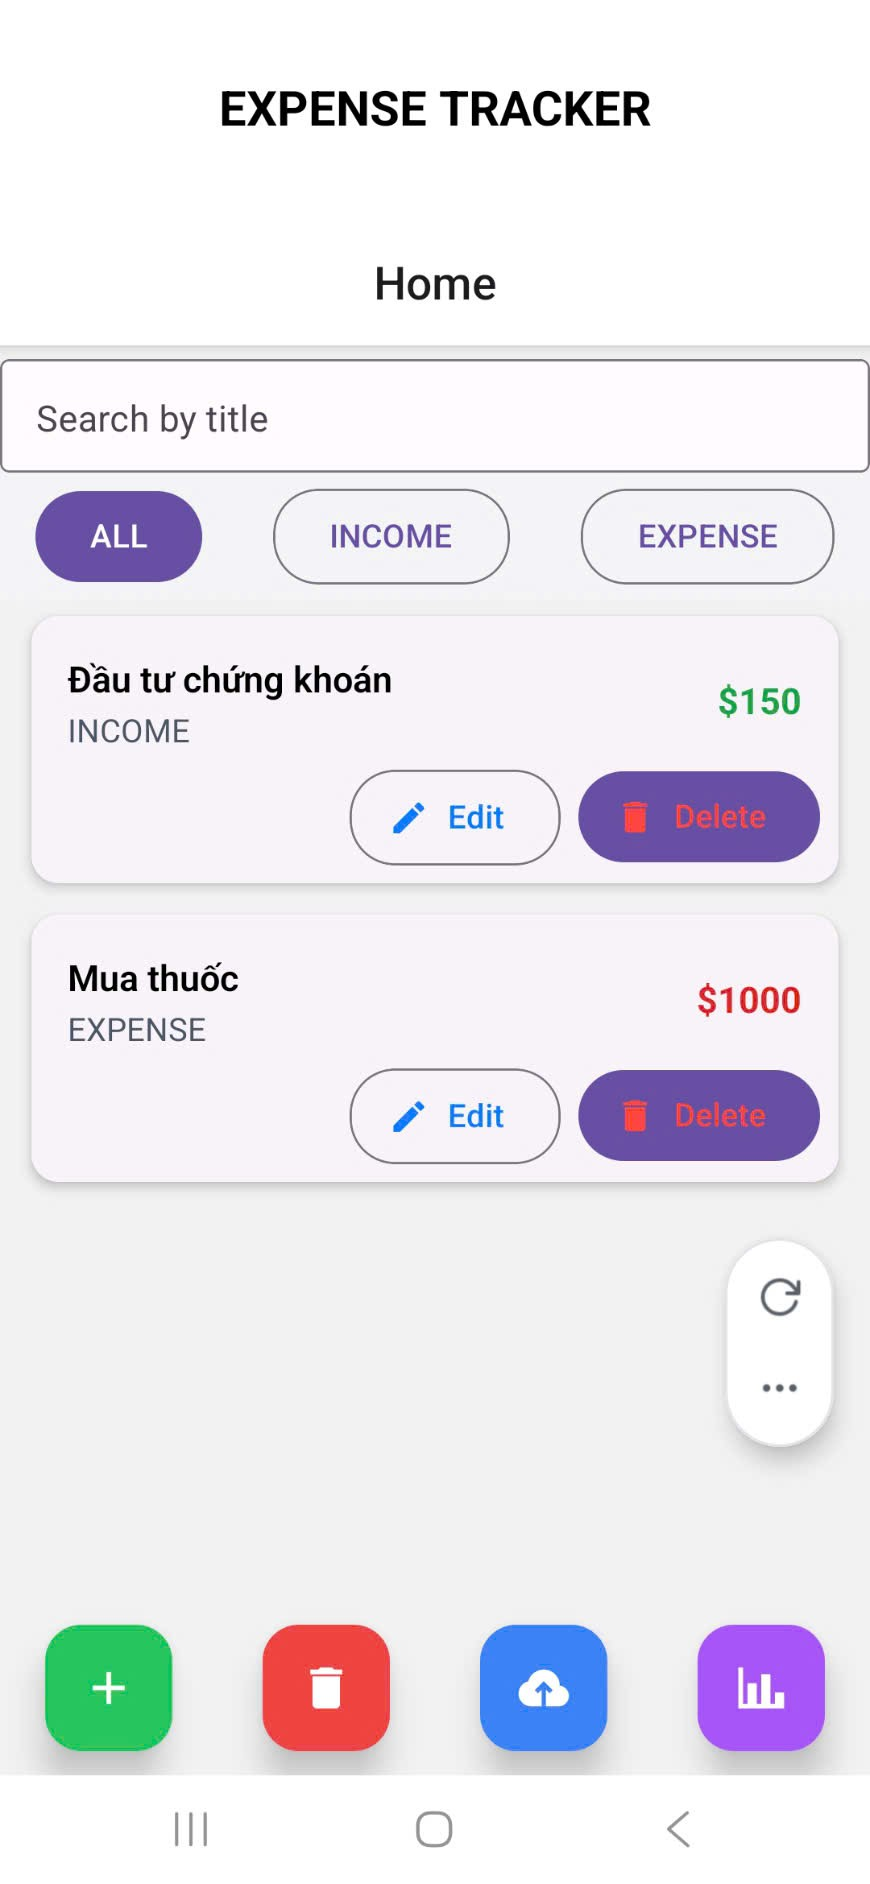 EXPENSE TRACKER
Home
Search by title
ALL
INCOME
EXPENSE
Đầu tư chứng khoán
$150
INCOME
Edit
Delete
Mua thuốc
$1000
EXPENSE
Edit
Delete